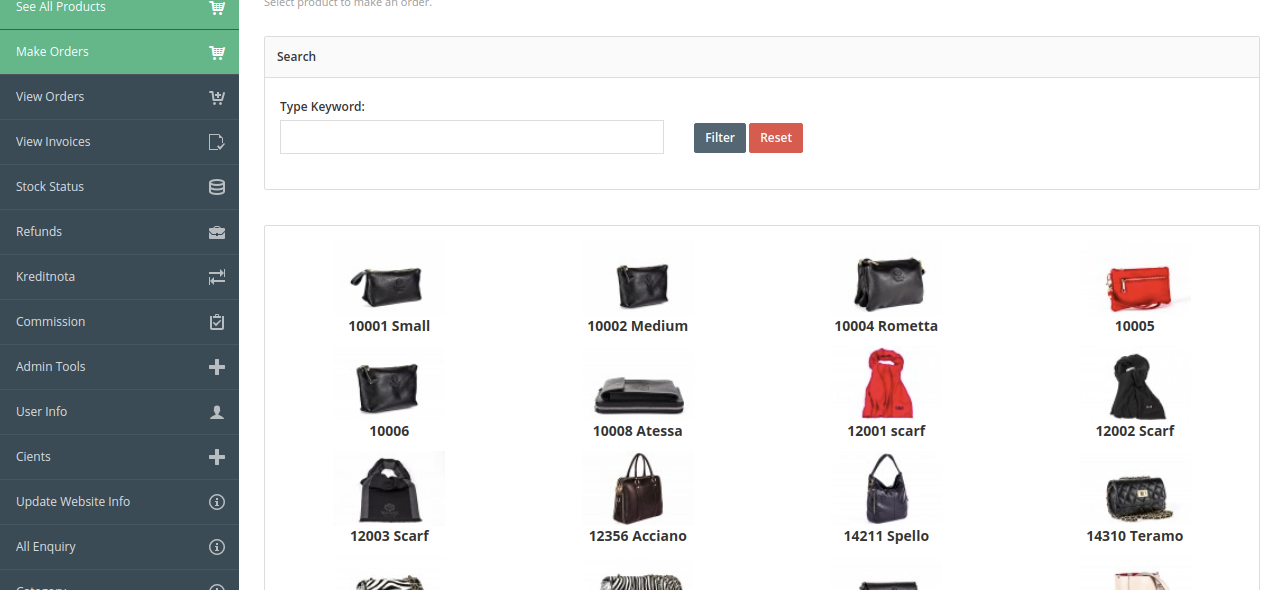 See All Products
Select product to make an order.
Make Orders
View Orders
View Invoices
Stock Status
Refunds
Kreditnota
Commission
Admin Tools
User Info
Cients
Update Website Info
All Enquiry
Category
Search
Type Keyword:
Filter Reset
10001 Small 10002 Medium 10004 Rometta 10005
10006 10008 Atessa 12001 scarf 12002 Scarf
12003 Scarf 12356 Acciano 14211 Spello 14310 Teramo